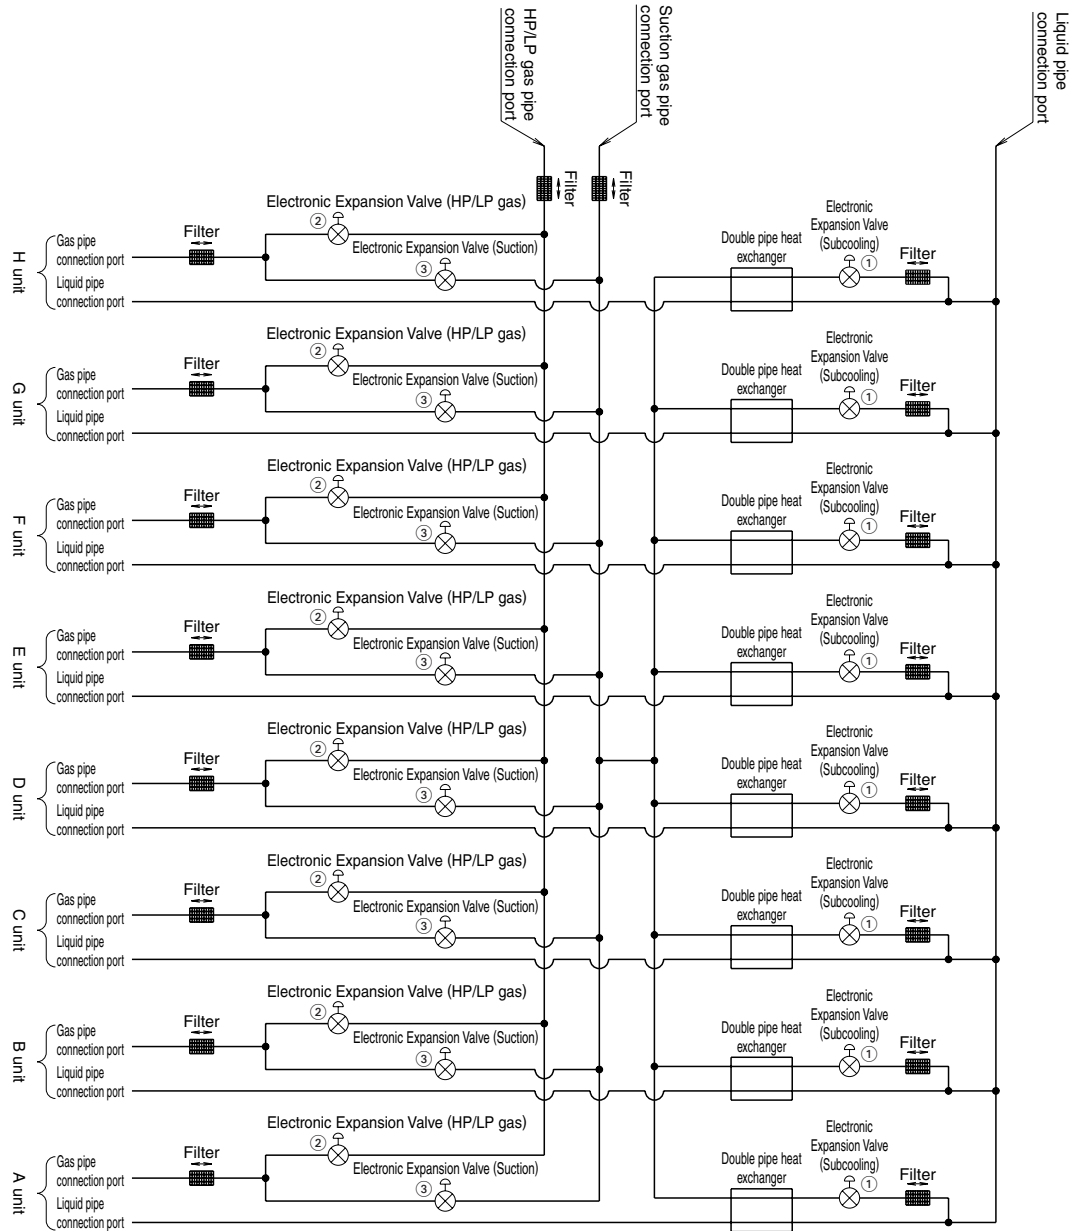 HP/LP gas pipe
connection port
Suction gas pipe
connection port
Liquid pipe
connection port
Filter
Filter
H unit
Gas pipe
connection port
Liquid pipe
connection port
Filter
Electronic Expansion Valve (HP/LP gas)
②
Electronic Expansion Valve (Suction)
③
Double pipe heat
exchanger
Electronic
Expansion Valve
(Subcooling)
①
Filter
G unit
Gas pipe
connection port
Liquid pipe
connection port
Filter
Electronic Expansion Valve (HP/LP gas)
②
Electronic Expansion Valve (Suction)
③
Double pipe heat
exchanger
Electronic
Expansion Valve
(Subcooling)
①
Filter
F unit
Gas pipe
connection port
Liquid pipe
connection port
Filter
Electronic Expansion Valve (HP/LP gas)
②
Electronic Expansion Valve (Suction)
③
Double pipe heat
exchanger
Electronic
Expansion Valve
(Subcooling)
①
Filter
E unit
Gas pipe
connection port
Liquid pipe
connection port
Filter
Electronic Expansion Valve (HP/LP gas)
②
Electronic Expansion Valve (Suction)
③
Double pipe heat
exchanger
Electronic
Expansion Valve
(Subcooling)
①
Filter
D unit
Gas pipe
connection port
Liquid pipe
connection port
Filter
Electronic Expansion Valve (HP/LP gas)
②
Electronic Expansion Valve (Suction)
③
Double pipe heat
exchanger
Electronic
Expansion Valve
(Subcooling)
①
Filter
C unit
Gas pipe
connection port
Liquid pipe
connection port
Filter
Electronic Expansion Valve (HP/LP gas)
②
Electronic Expansion Valve (Suction)
③
Double pipe heat
exchanger
Electronic
Expansion Valve
(Subcooling)
①
Filter
B unit
Gas pipe
connection port
Liquid pipe
connection port
Filter
Electronic Expansion Valve (HP/LP gas)
②
Electronic Expansion Valve (Suction)
③
Double pipe heat
exchanger
Electronic
Expansion Valve
(Subcooling)
①
Filter
A unit
Gas pipe
connection port
Liquid pipe
connection port
Filter
Electronic Expansion Valve (HP/LP gas)
②
Electronic Expansion Valve (Suction)
③
Double pipe heat
exchanger
Electronic
Expansion Valve
(Subcooling)
①
Filter